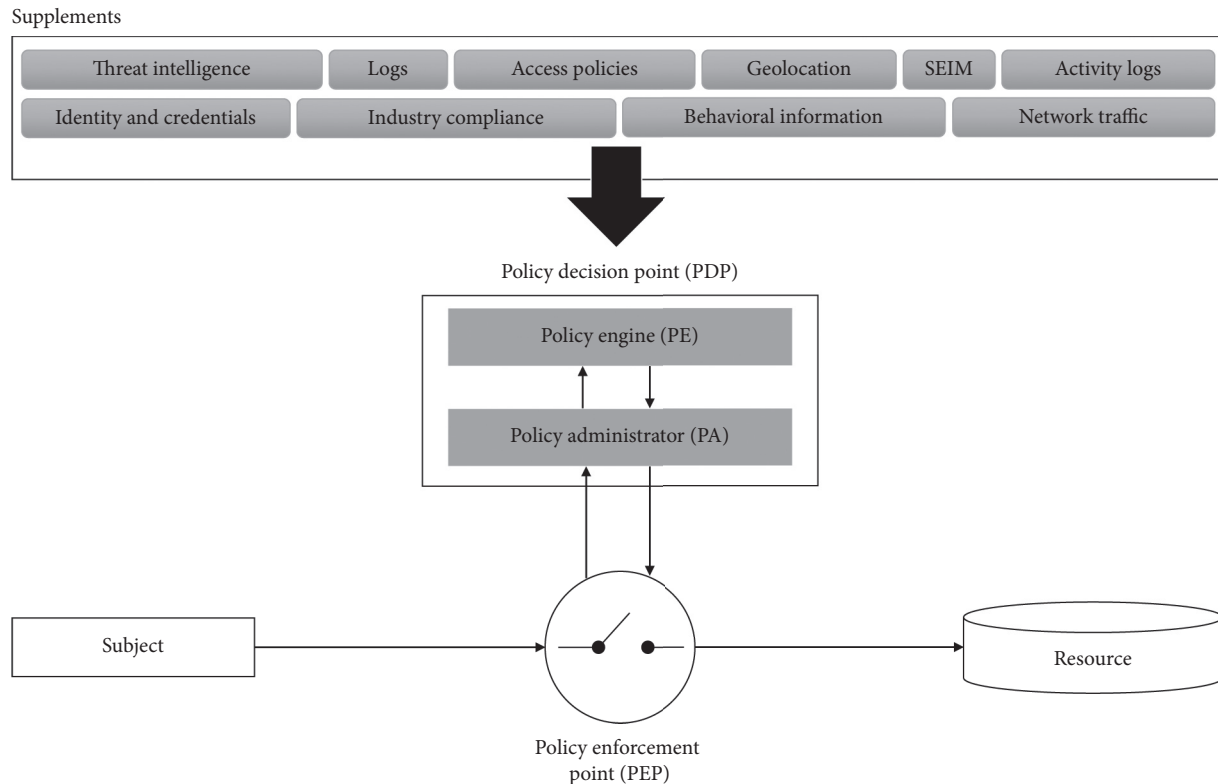 Supplements
Threat intelligence
Logs
Access policies
Geolocation
SEIM
Activity logs
Identity and credentials
Industry compliance
Behavioral information
Network traffic
Policy decision point (PDP)
Policy engine (PE)
Policy administrator (PA)
Subject
Resource
Policy enforcement
point (PEP)